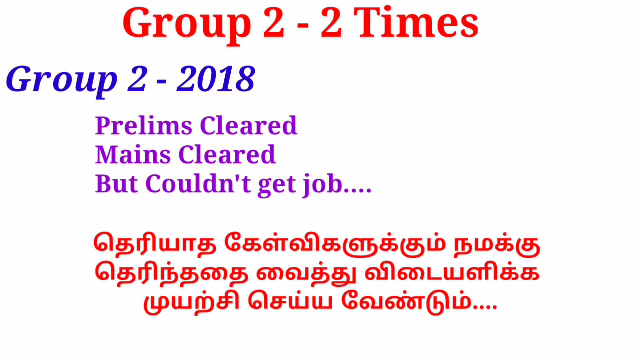 Group 2 - 2 Times
Group 2 - 2018
Prelims Cleared
Mains Cleared
But Couldn't get job....
தெரியாத கேள்விகளுக்கும் நமக்கு
தெரிந்ததை வைத்து விடையளிக்க
முயற்சி செய்ய வேண்டும்....